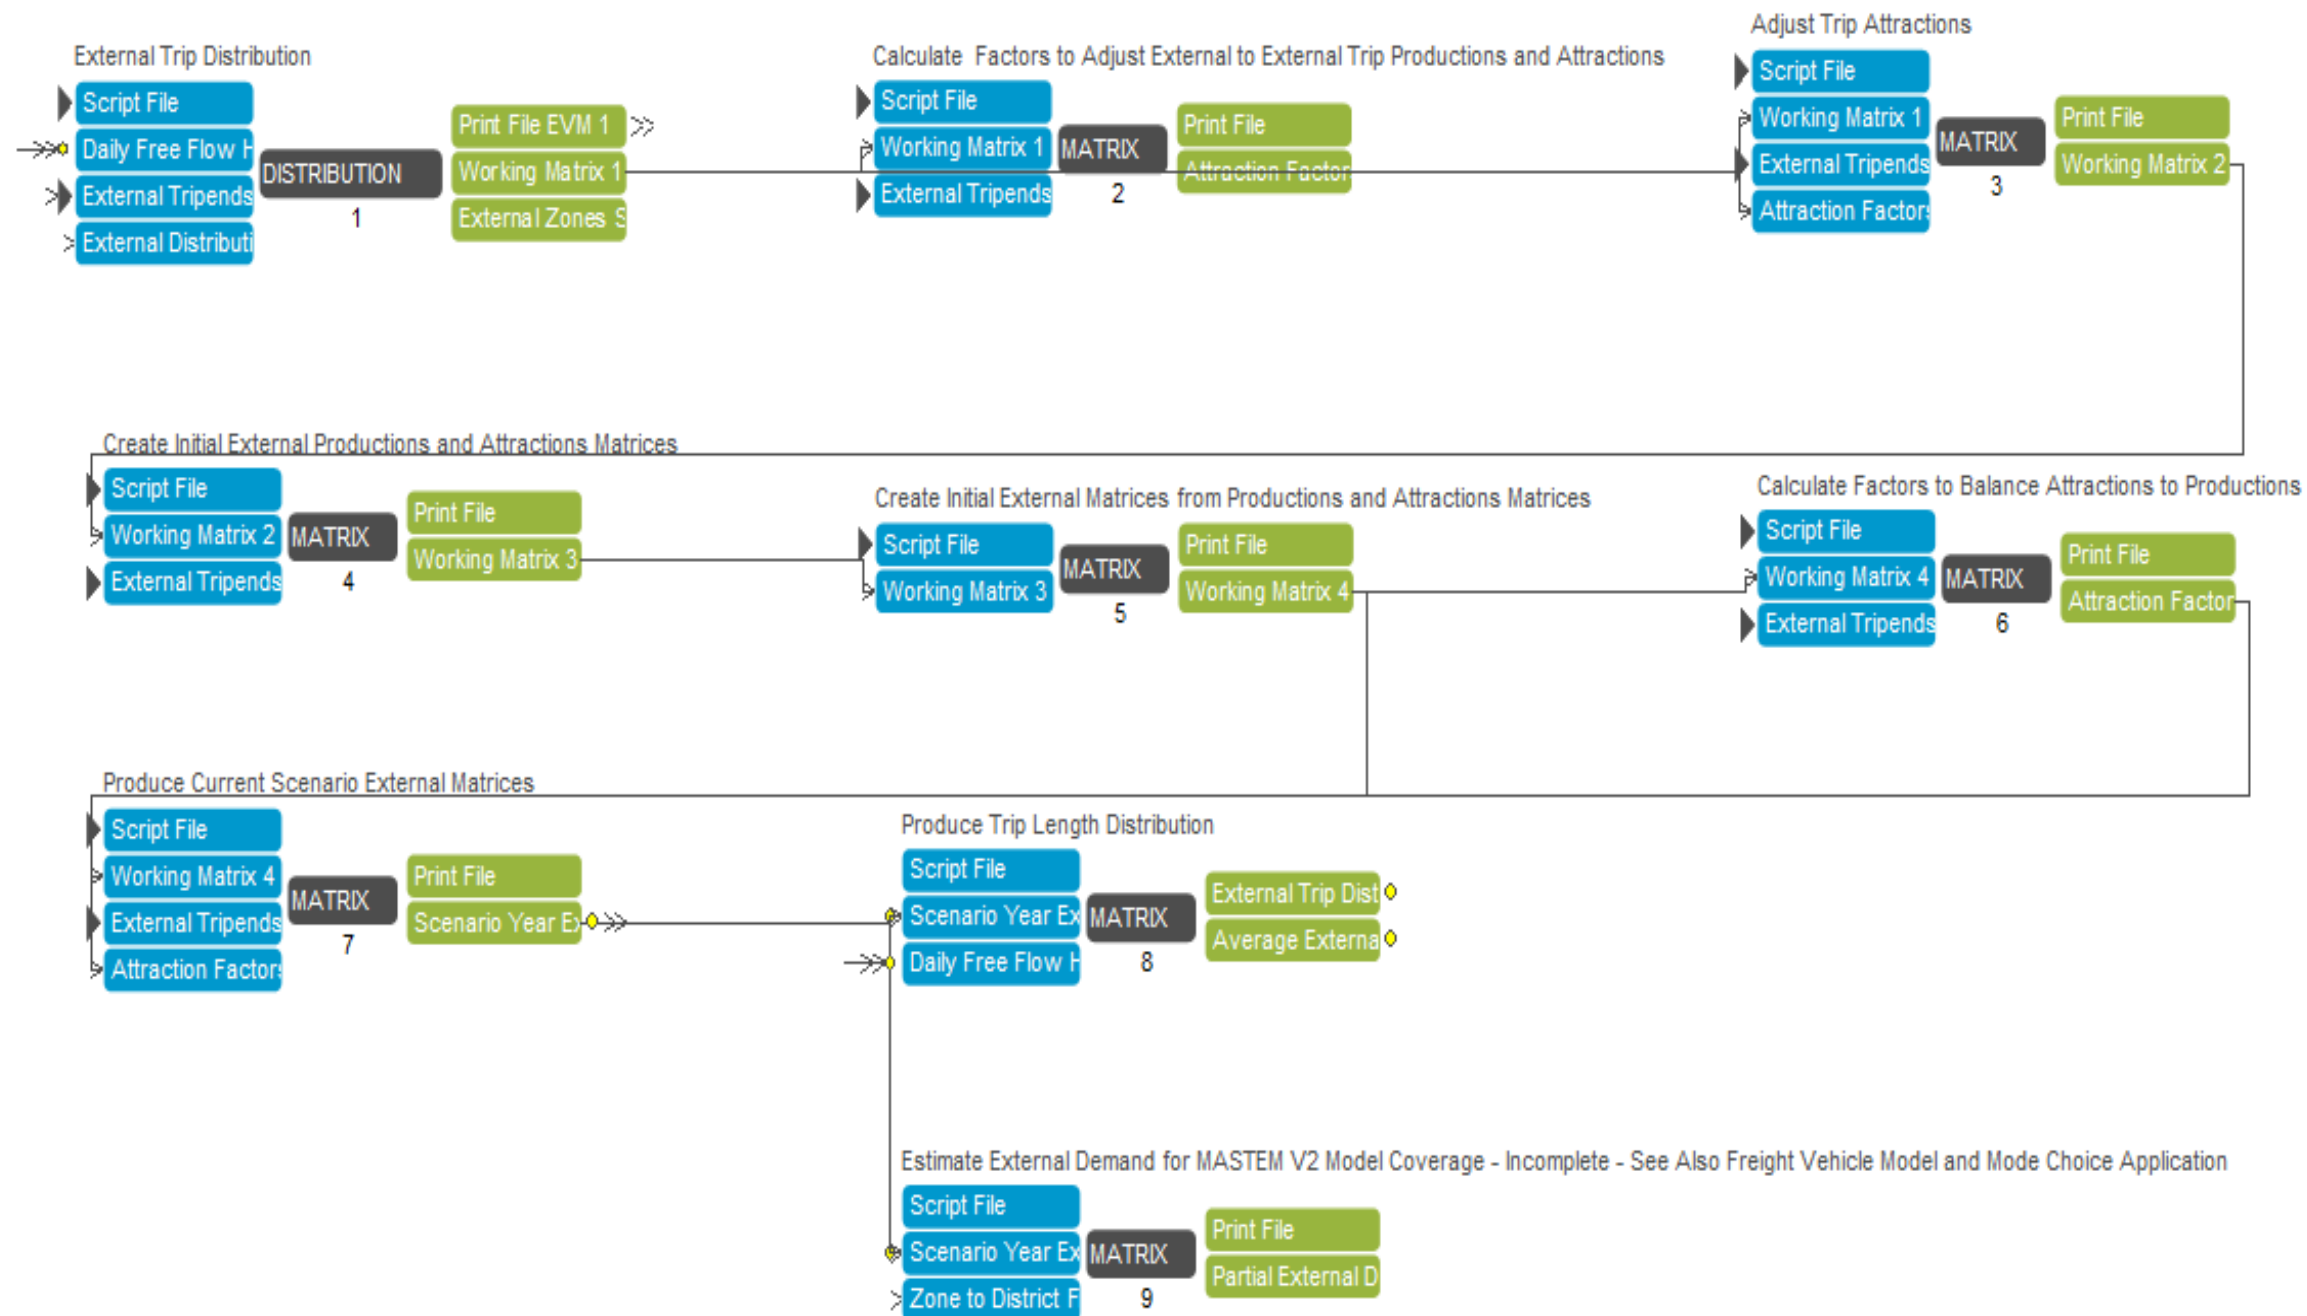 External Trip Distribution
Script File
Daily Free Flow H
External Tripends
External Distributi
DISTRIBUTION
1
Print File EVM 1
Working Matrix 1
External Zones S
Calculate Factors to Adjust External to External Trip Productions and Attractions
Script File
Working Matrix 1
External Tripends
MATRIX
2
Print File
Attraction Factor
Adjust Trip Attractions
Script File
Working Matrix 1
External Tripends
Attraction Factors
MATRIX
3
Print File
Working Matrix 2
Create Initial External Productions and Attractions Matrices
Script File
Working Matrix 2
External Tripends
MATRIX
4
Print File
Working Matrix 3
Create Initial External Matrices from Productions and Attractions Matrices
Script File
Working Matrix 3
MATRIX
5
Print File
Working Matrix 4
Calculate Factors to Balance Attractions to Productions
Script File
Working Matrix 4
External Tripends
MATRIX
6
Print File
Attraction Factor
Produce Current Scenario External Matrices
Script File
Working Matrix 4
External Tripends
Attraction Factors
MATRIX
7
Print File
Scenario Year Ex
Produce Trip Length Distribution
Script File
Scenario Year Ex
Daily Free Flow H
MATRIX
8
External Trip Dist
Average Externa
Estimate External Demand for MASTEM V2 Model Coverage - Incomplete - See Also Freight Vehicle Model and Mode Choice Application
Script File
Scenario Year Ex
Zone to District F
MATRIX
9
Print File
Partial External D